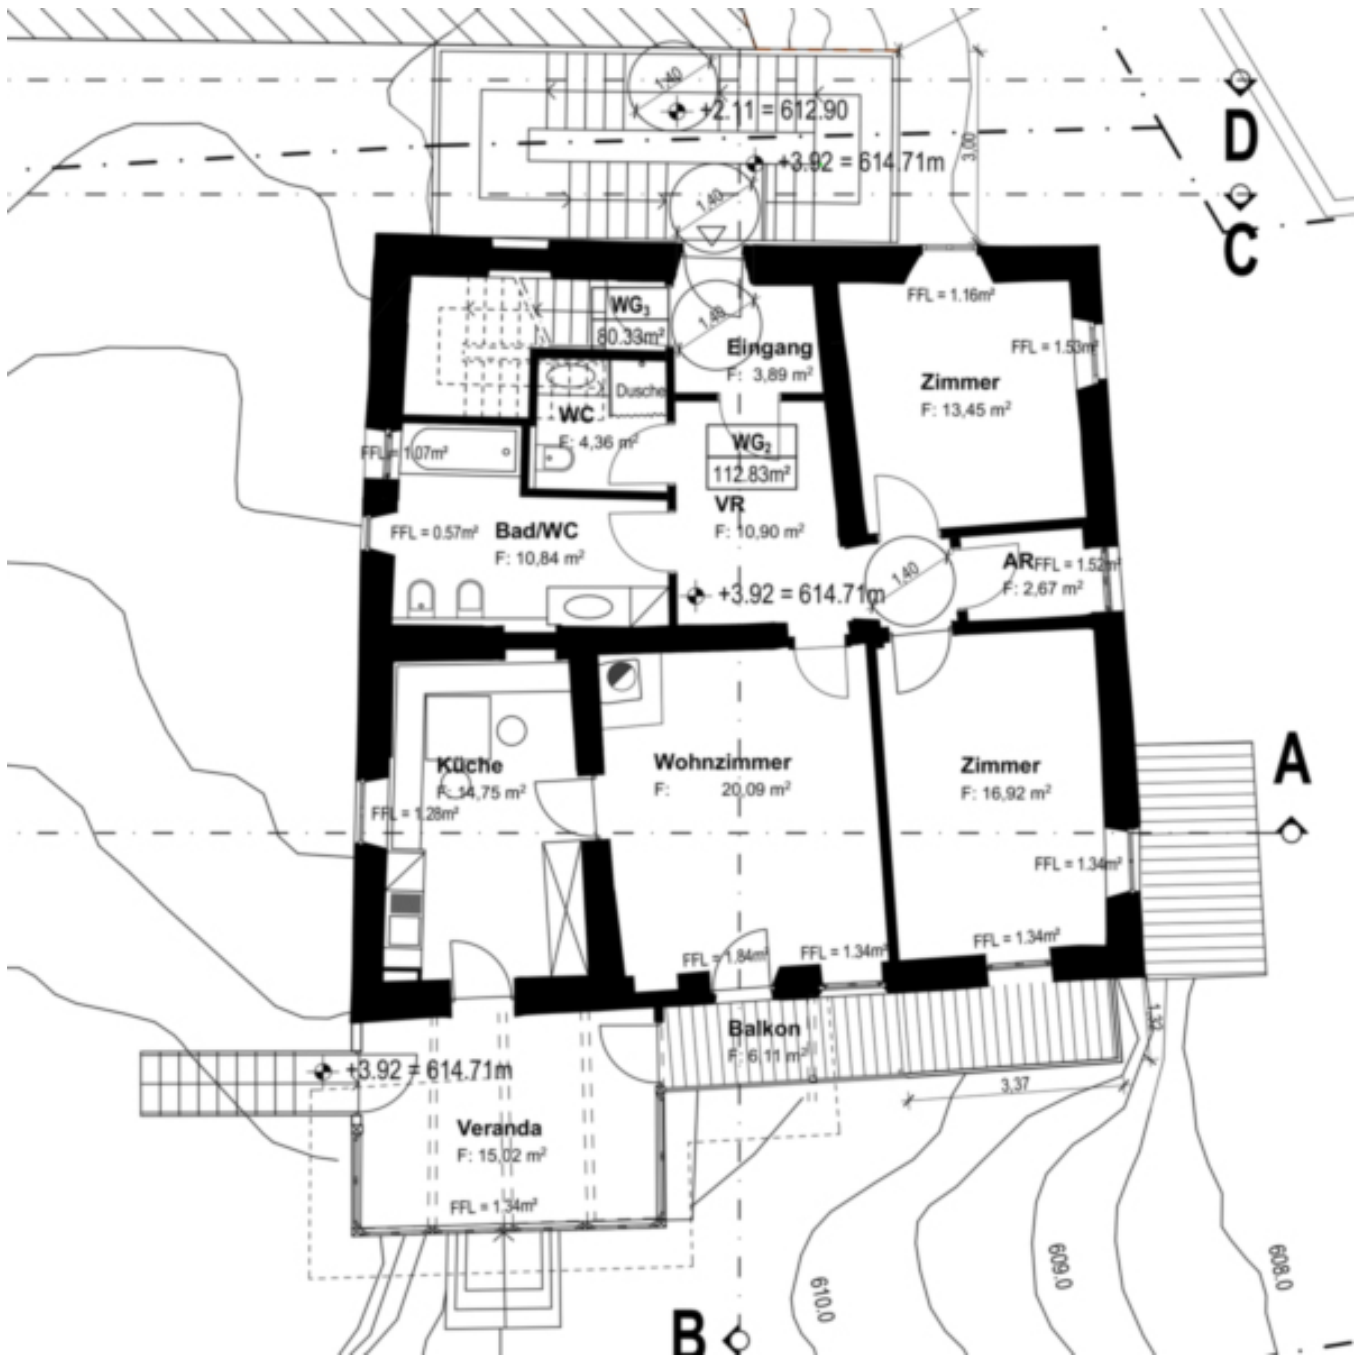 1.40
+2.11 = 612.90
D
3,00
+3.92 = 614.71m
1.40
C
FFL = 1.16m²
WG₃
80.33m²
1.40
Eingang
F: 3,89 m²
FFL = 1.53m²
Zimmer
F: 13,45 m²
Dusche
WC
F: 4,36 m²
FFL = 1.07m²
WG₂
112.83m²
VR
F: 10,90 m²
FFL = 0.57m²
Bad/WC
F: 10,84 m²
1.40
AR
FFL = 1.52m²
F: 2,67 m²
+3.92 = 614.71m
A
Küche
F: 14,75 m²
FFL = 1.28m²
Wohnzimmer
F: 20,09 m²
Zimmer
F: 16,92 m²
FFL = 1.34m²
FFL = 1.84m²
FFL = 1.34m²
FFL = 1.34m²
Balkon
F: 6,11 m²
1,32
+3.92 = 614.71m
3,37
Veranda
F: 15,02 m²
FFL = 1.34m²
610.0
609.0
608.0
B